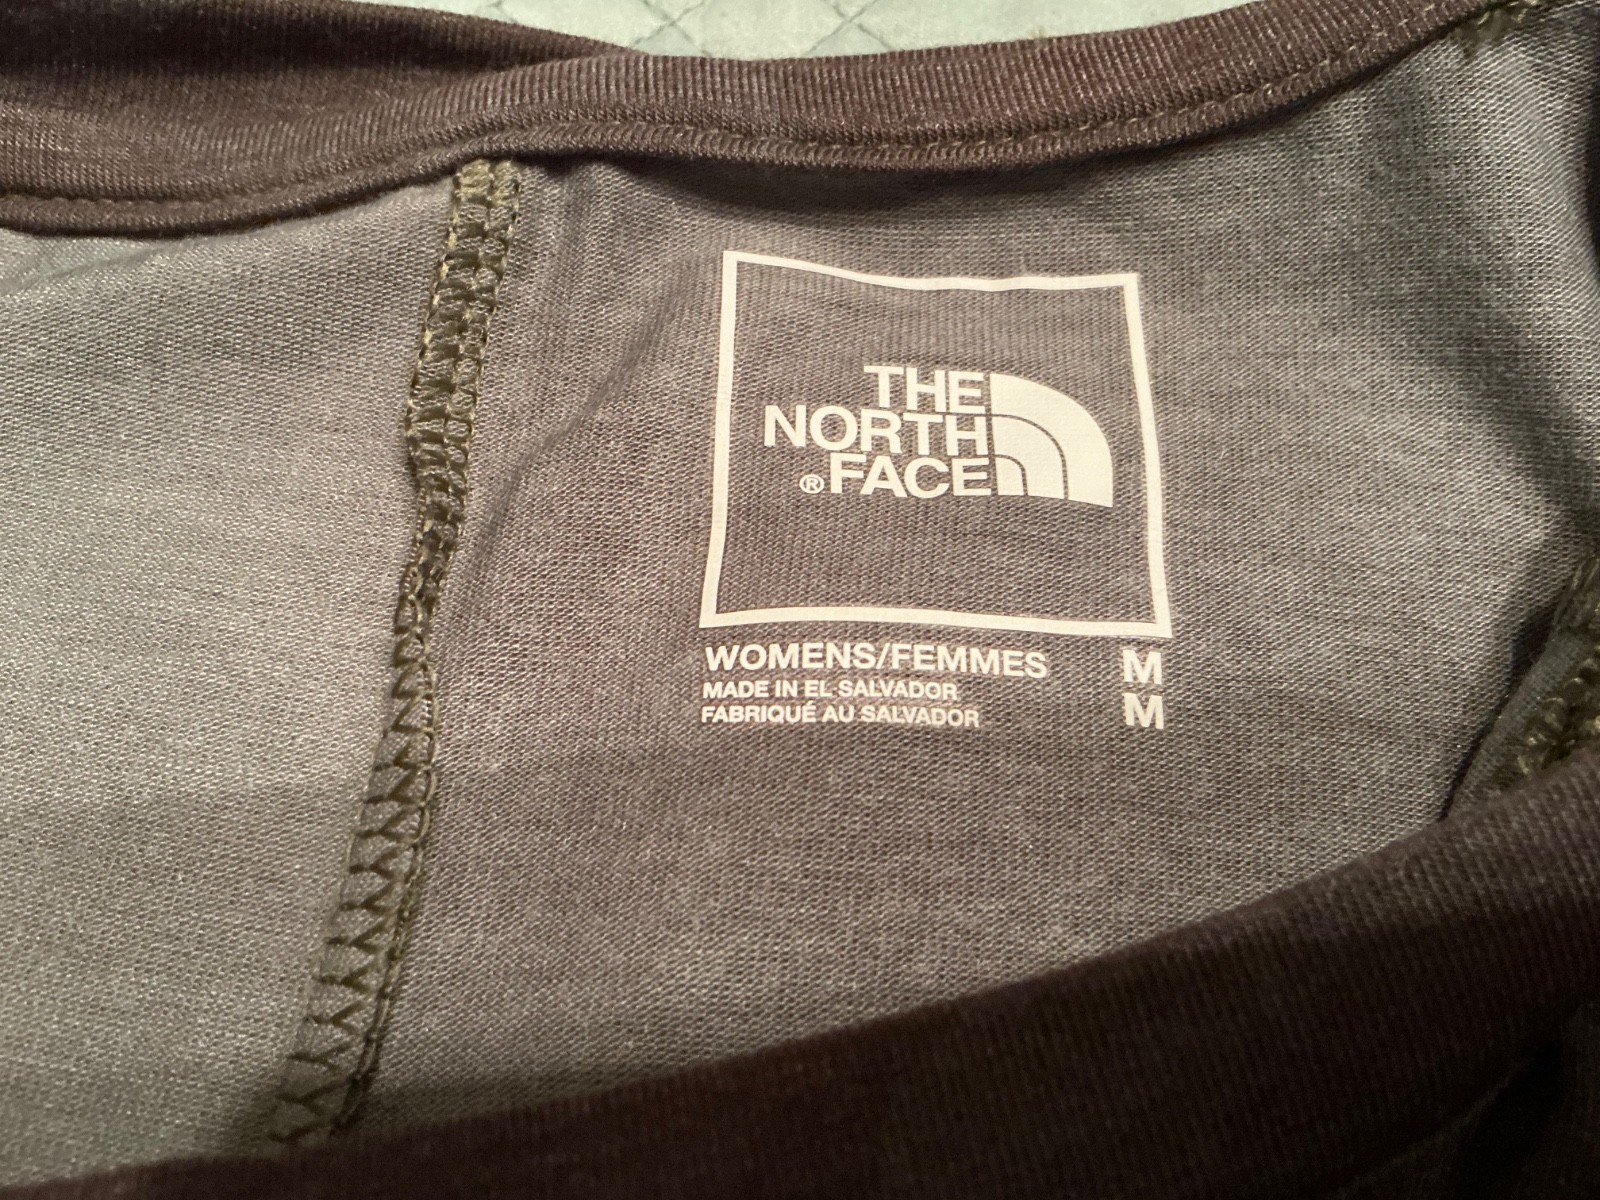 THE
NORTH
®FACE
WOMENS/FEMMES M
MADE IN EL SALVADOR
FABRIQUÉ AU SALVADOR M